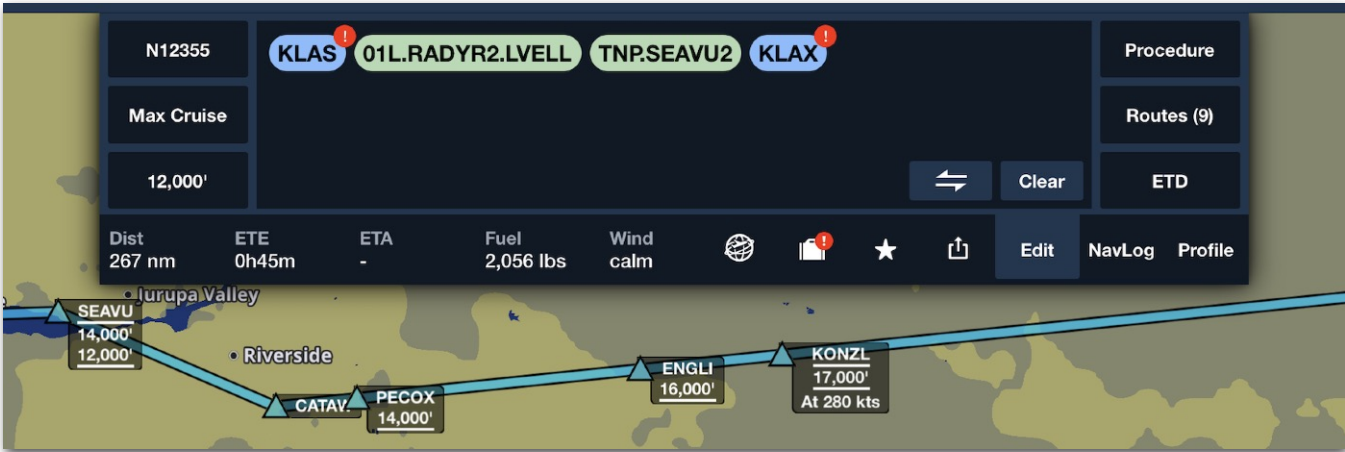 N12355
KLAS ! 01L.RADYR2.LVELL TNP.SEAVU2 KLAX !
Procedure
Max Cruise
Routes (9)
12,000'
Clear
ETD
Dist
267 nm
ETE
0h45m
ETA
-
Fuel
2,056 lbs
Wind
calm
!
Edit
NavLog
Profile
Jurupa Valley
SEAVU
14,000'
12,000'
Riverside
CATAV
PECOX
14,000'
ENGLI
16,000'
KONZL
17,000'
At 280 kts